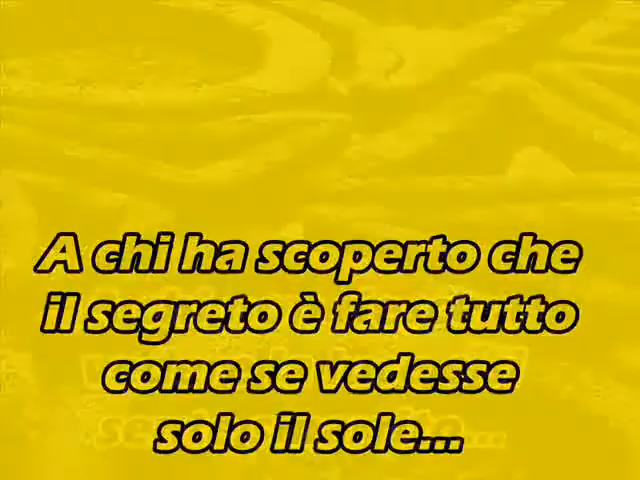 A chi ha scoperto che
il segreto è fare tutto
come se vedesse
solo il sole...